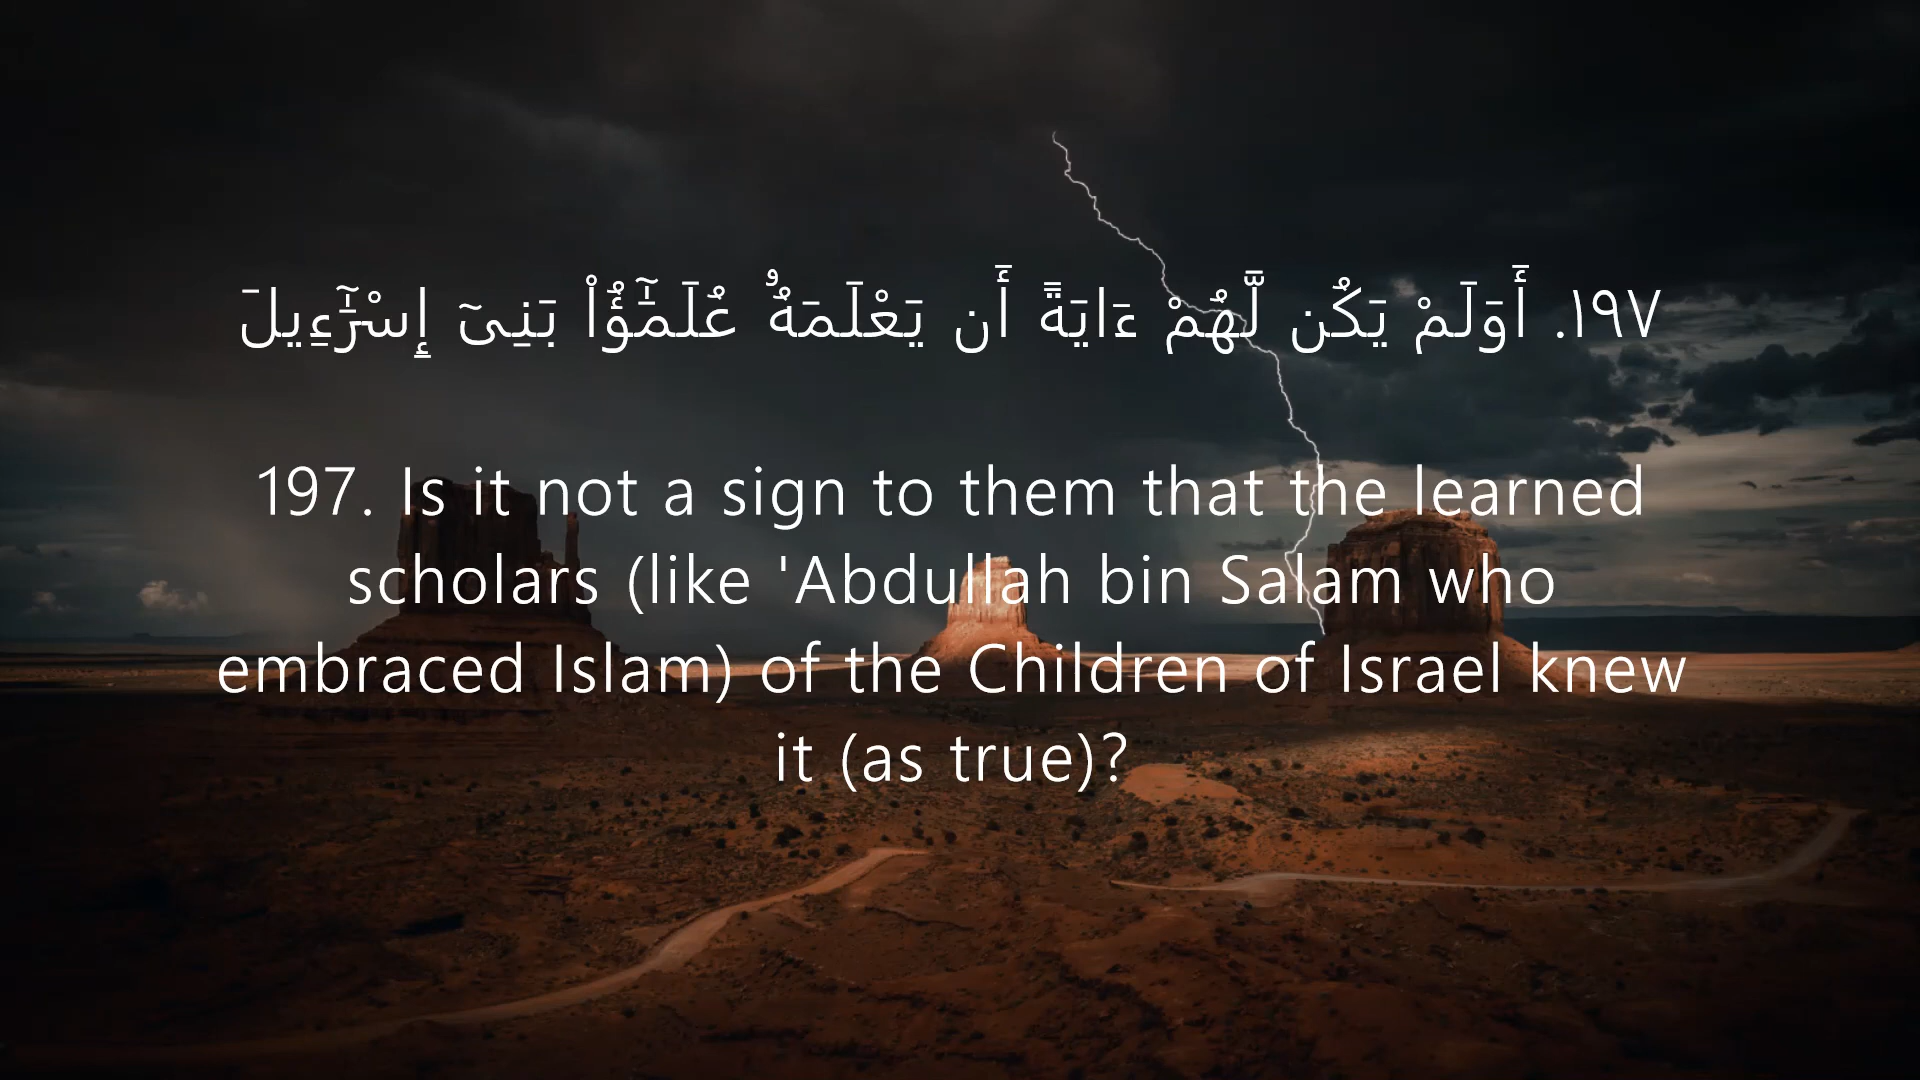 ١٩٧. أَوَلَمْ يَكُن لَّهُمْ ءَايَةً أَن يَعْلَمَهُۥ عُلَمَٰٓؤُا۟ بَنِىٓ إِسْرَٰٓءِيلَ
197. Is it not a sign to them that the learned
scholars (like 'Abdullah bin Salam who
embraced Islam) of the Children of Israel knew
it (as true)?